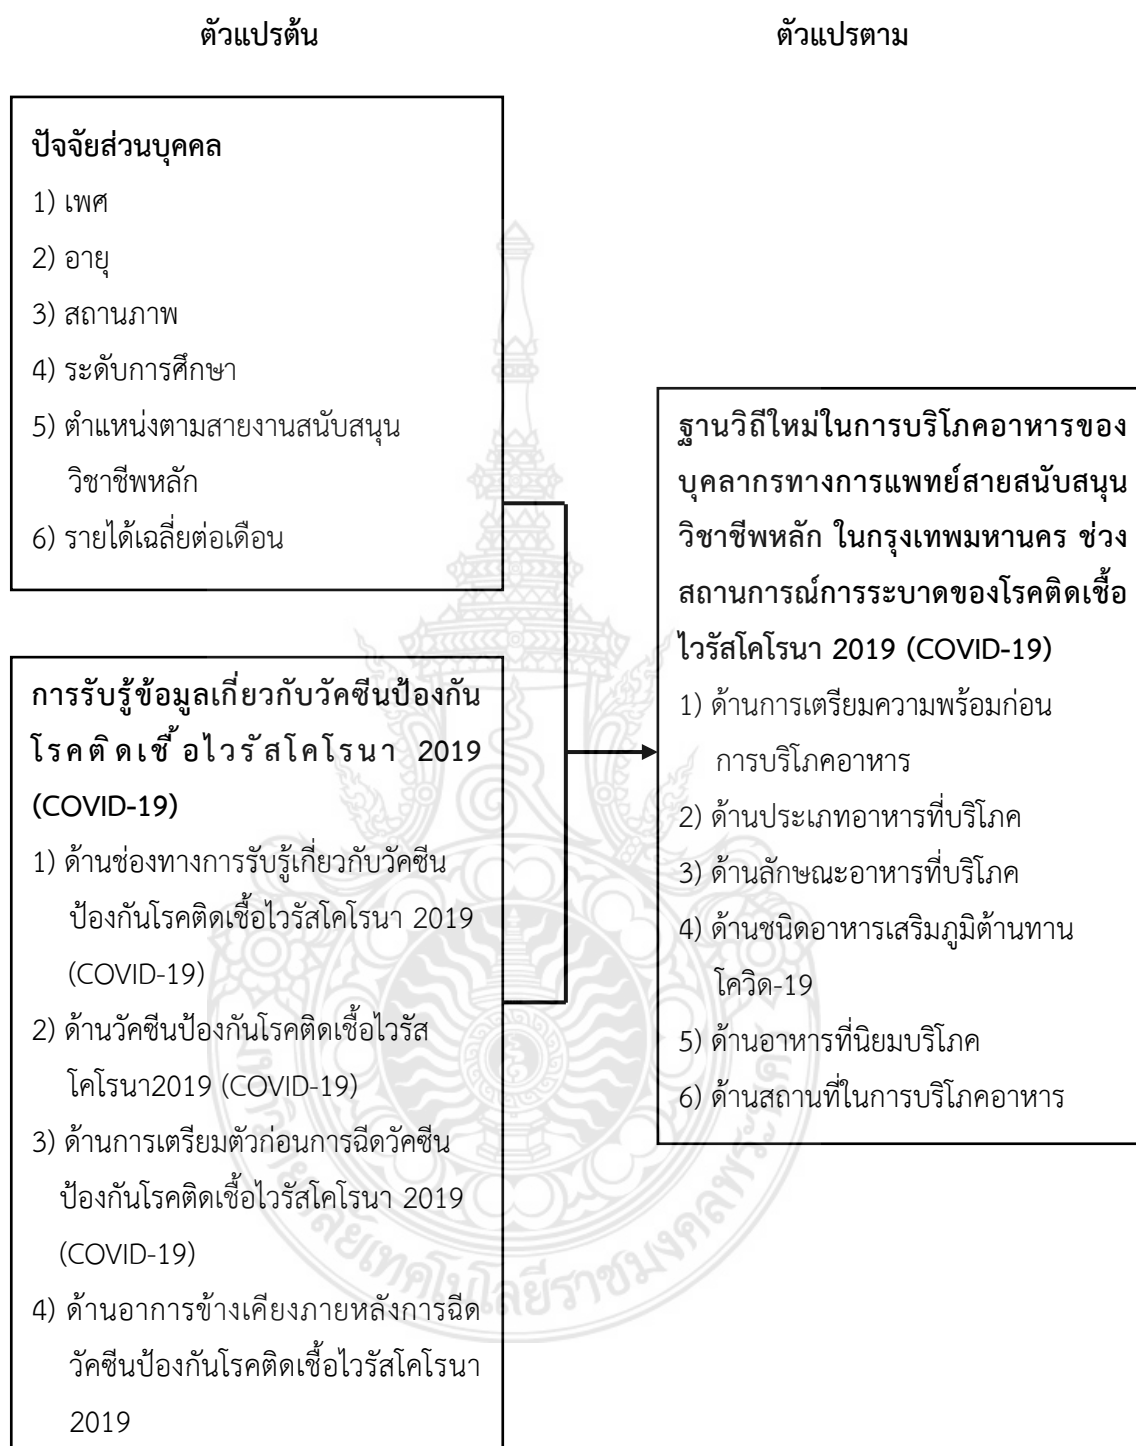 ตัวแปรต้น
ตัวแปรตาม
ปัจจัยส่วนบุคคล
1) เพศ
2) อายุ
3) สถานภาพ
4) ระดับการศึกษา
5) ตำแหน่งตามสายงานสนับสนุน
วิชาชีพหลัก
6) รายได้เฉลี่ยต่อเดือน
การรับรู้ข้อมูลเกี่ยวกับวัคซีนป้องกัน
โรคติดเชื้อไวรัสโคโรนา 2019
(COVID-19)
1) ด้านช่องทางการรับรู้เกี่ยวกับวัคซีน
ป้องกันโรคติดเชื้อไวรัสโคโรนา 2019
(COVID-19)
2) ด้านวัคซีนป้องกันโรคติดเชื้อไวรัส
โคโรนา2019 (COVID-19)
3) ด้านการเตรียมตัวก่อนการฉีดวัคซีน
ป้องกันโรคติดเชื้อไวรัสโคโรนา 2019
(COVID-19)
4) ด้านอาการข้างเคียงภายหลังการฉีด
วัคซีนป้องกันโรคติดเชื้อไวรัสโคโรนา
2019
ฐานวิถีใหม่ในการบริโภคอาหารของ
บุคลากรทางการแพทย์สายสนับสนุน
วิชาชีพหลัก ในกรุงเทพมหานคร ช่วง
สถานการณ์การระบาดของโรคติดเชื้อ
ไวรัสโคโรนา 2019 (COVID-19)
1) ด้านการเตรียมความพร้อมก่อน
การบริโภคอาหาร
2) ด้านประเภทอาหารที่บริโภค
3) ด้านลักษณะอาหารที่บริโภค
4) ด้านชนิดอาหารเสริมภูมิต้านทาน
โควิด-19
5) ด้านอาหารที่นิยมบริโภค
6) ด้านสถานที่ในการบริโภคอาหาร